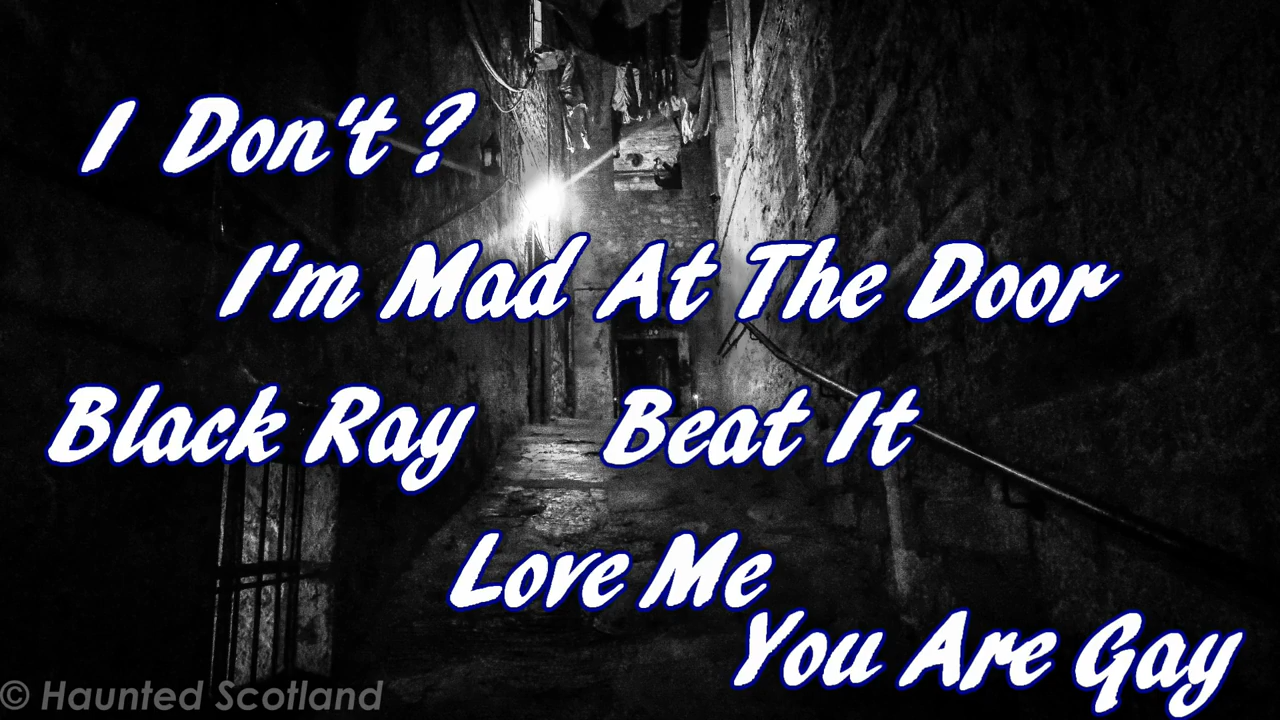 I Don't ?
I'm Mad At The Door
Black Ray Beat It
Love Me
You Are Gay
© Haunted Scotland